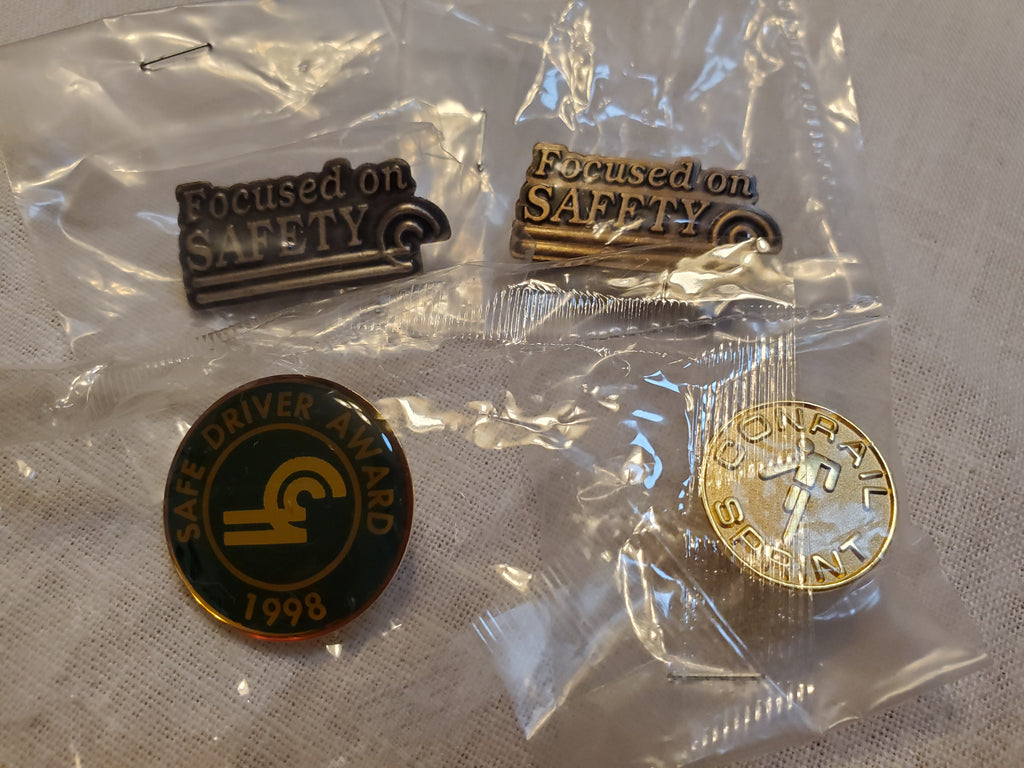 Focused on
SAFETY
Focused on
SAFETY
SAFE DRIVER AWARD
1998
CONRAIL
SPRINT